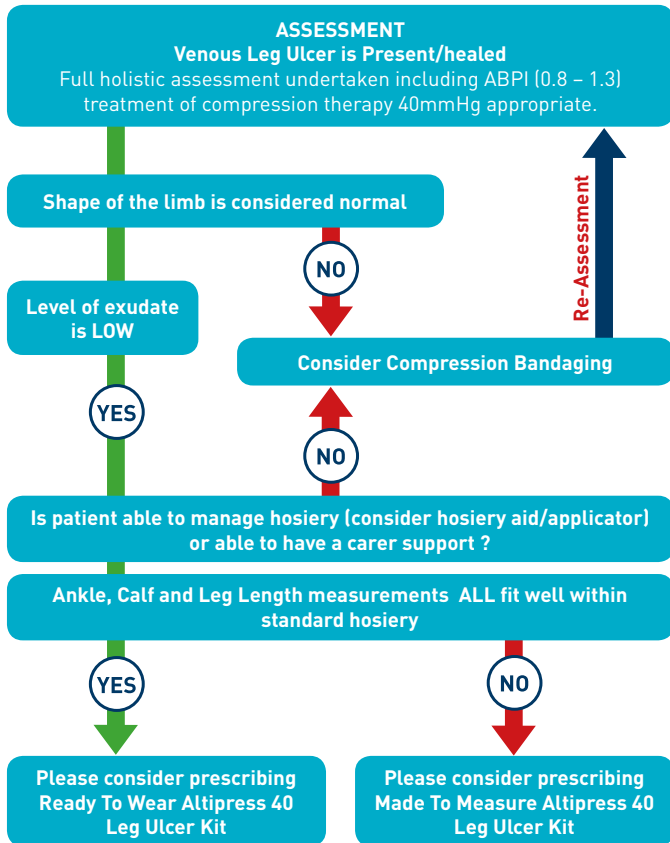 ASSESSMENT
Venous Leg Ulcer is Present/healed
Full holistic assessment undertaken including ABPI (0.8 – 1.3)
treatment of compression therapy 40mmHg appropriate.
Shape of the limb is considered normal
NO
Re-Assessment
Level of exudate
is LOW
Consider Compression Bandaging
YES
NO
Is patient able to manage hosiery (consider hosiery aid/applicator)
or able to have a carer support ?
Ankle, Calf and Leg Length measurements ALL fit well within
standard hosiery
YES
NO
Please consider prescribing
Ready To Wear Altipress 40
Leg Ulcer Kit
Please consider prescribing
Made To Measure Altipress 40
Leg Ulcer Kit